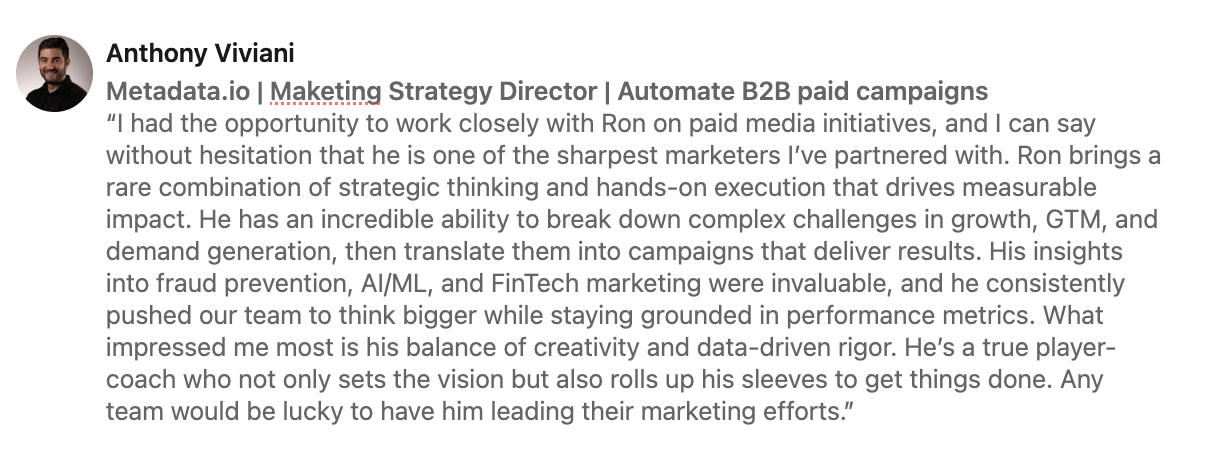 Anthony Viviani
Metadata.io | Maketing Strategy Director | Automate B2B paid campaigns
“I had the opportunity to work closely with Ron on paid media initiatives, and I can say
without hesitation that he is one of the sharpest marketers I’ve partnered with. Ron brings a
rare combination of strategic thinking and hands-on execution that drives measurable
impact. He has an incredible ability to break down complex challenges in growth, GTM, and
demand generation, then translate them into campaigns that deliver results. His insights
into fraud prevention, AI/ML, and FinTech marketing were invaluable, and he consistently
pushed our team to think bigger while staying grounded in performance metrics. What
impressed me most is his balance of creativity and data-driven rigor. He’s a true player-
coach who not only sets the vision but also rolls up his sleeves to get things done. Any
team would be lucky to have him leading their marketing efforts.”